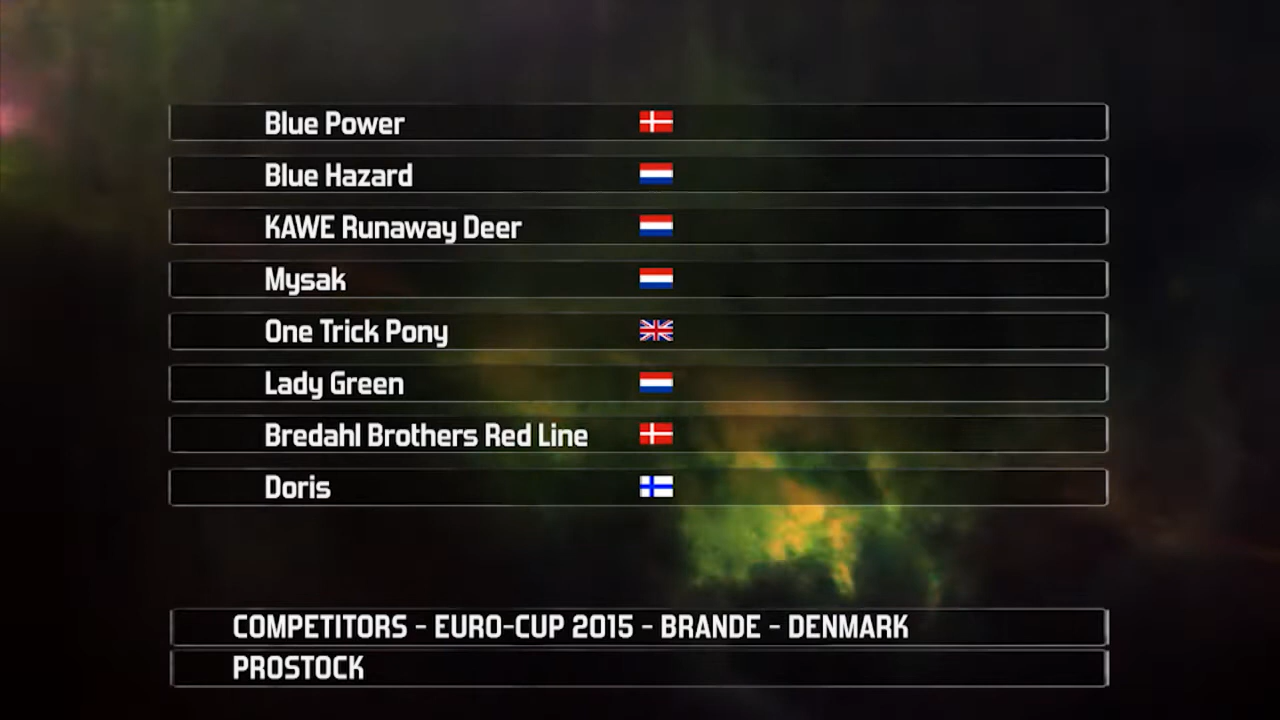 Blue Power
Blue Hazard
KAWE Runaway Deer
Mysak
One Trick Pony
Lady Green
Bredahl Brothers Red Line
Doris
COMPETITORS - EURO-CUP 2015 - BRANDE - DENMARK
PROSTOCK